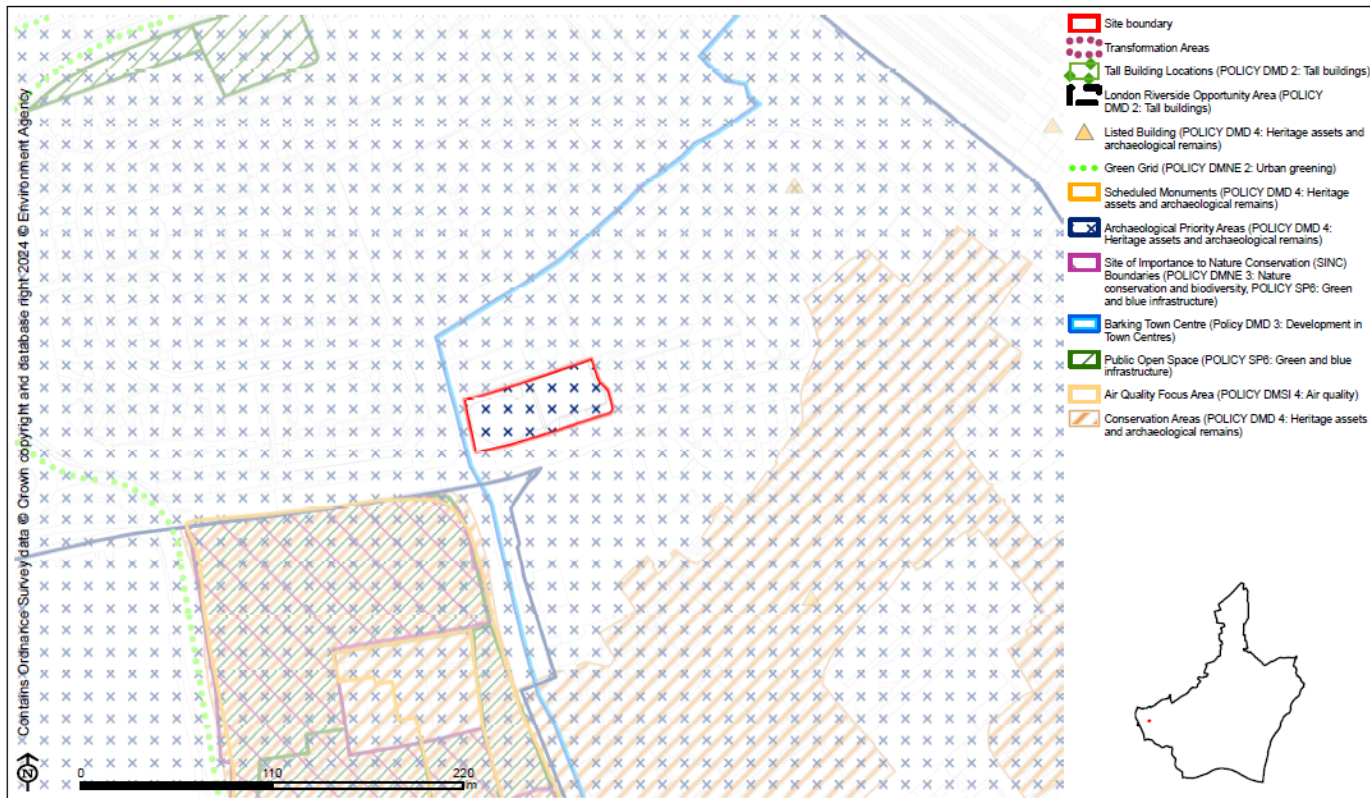 Contains Ordnance Survey data © Crown copyright and database right 2024 © Environment Agency
N
0
110
220
m
Site boundary
Transformation Areas
Tall Building Locations (POLICY DMD 2: Tall buildings)
London Riverside Opportunity Area (POLICY
DMD 2: Tall buildings)
Listed Building (POLICY DMD 4: Heritage assets and
archaeological remains)
Green Grid (POLICY DMNE 2: Urban greening)
Scheduled Monuments (POLICY DMD 4: Heritage
assets and archaeological remains)
Archaeological Priority Areas (POLICY DMD 4:
Heritage assets and archaeological remains)
Site of Importance to Nature Conservation (SINC)
Boundaries (POLICY DMNE 3: Nature
conservation and biodiversity, POLICY SP6: Green
and blue infrastructure)
Barking Town Centre (Policy DMD 3: Development in
Town Centres)
Public Open Space (POLICY SP6: Green and blue
infrastructure)
Air Quality Focus Area (POLICY DMSI 4: Air quality)
Conservation Areas (POLICY DMD 4: Heritage assets
and archaeological remains)